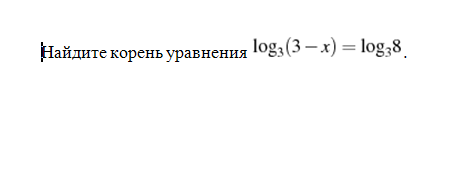 Найдите корень уравнения log₃(3 − x) = log₃8.